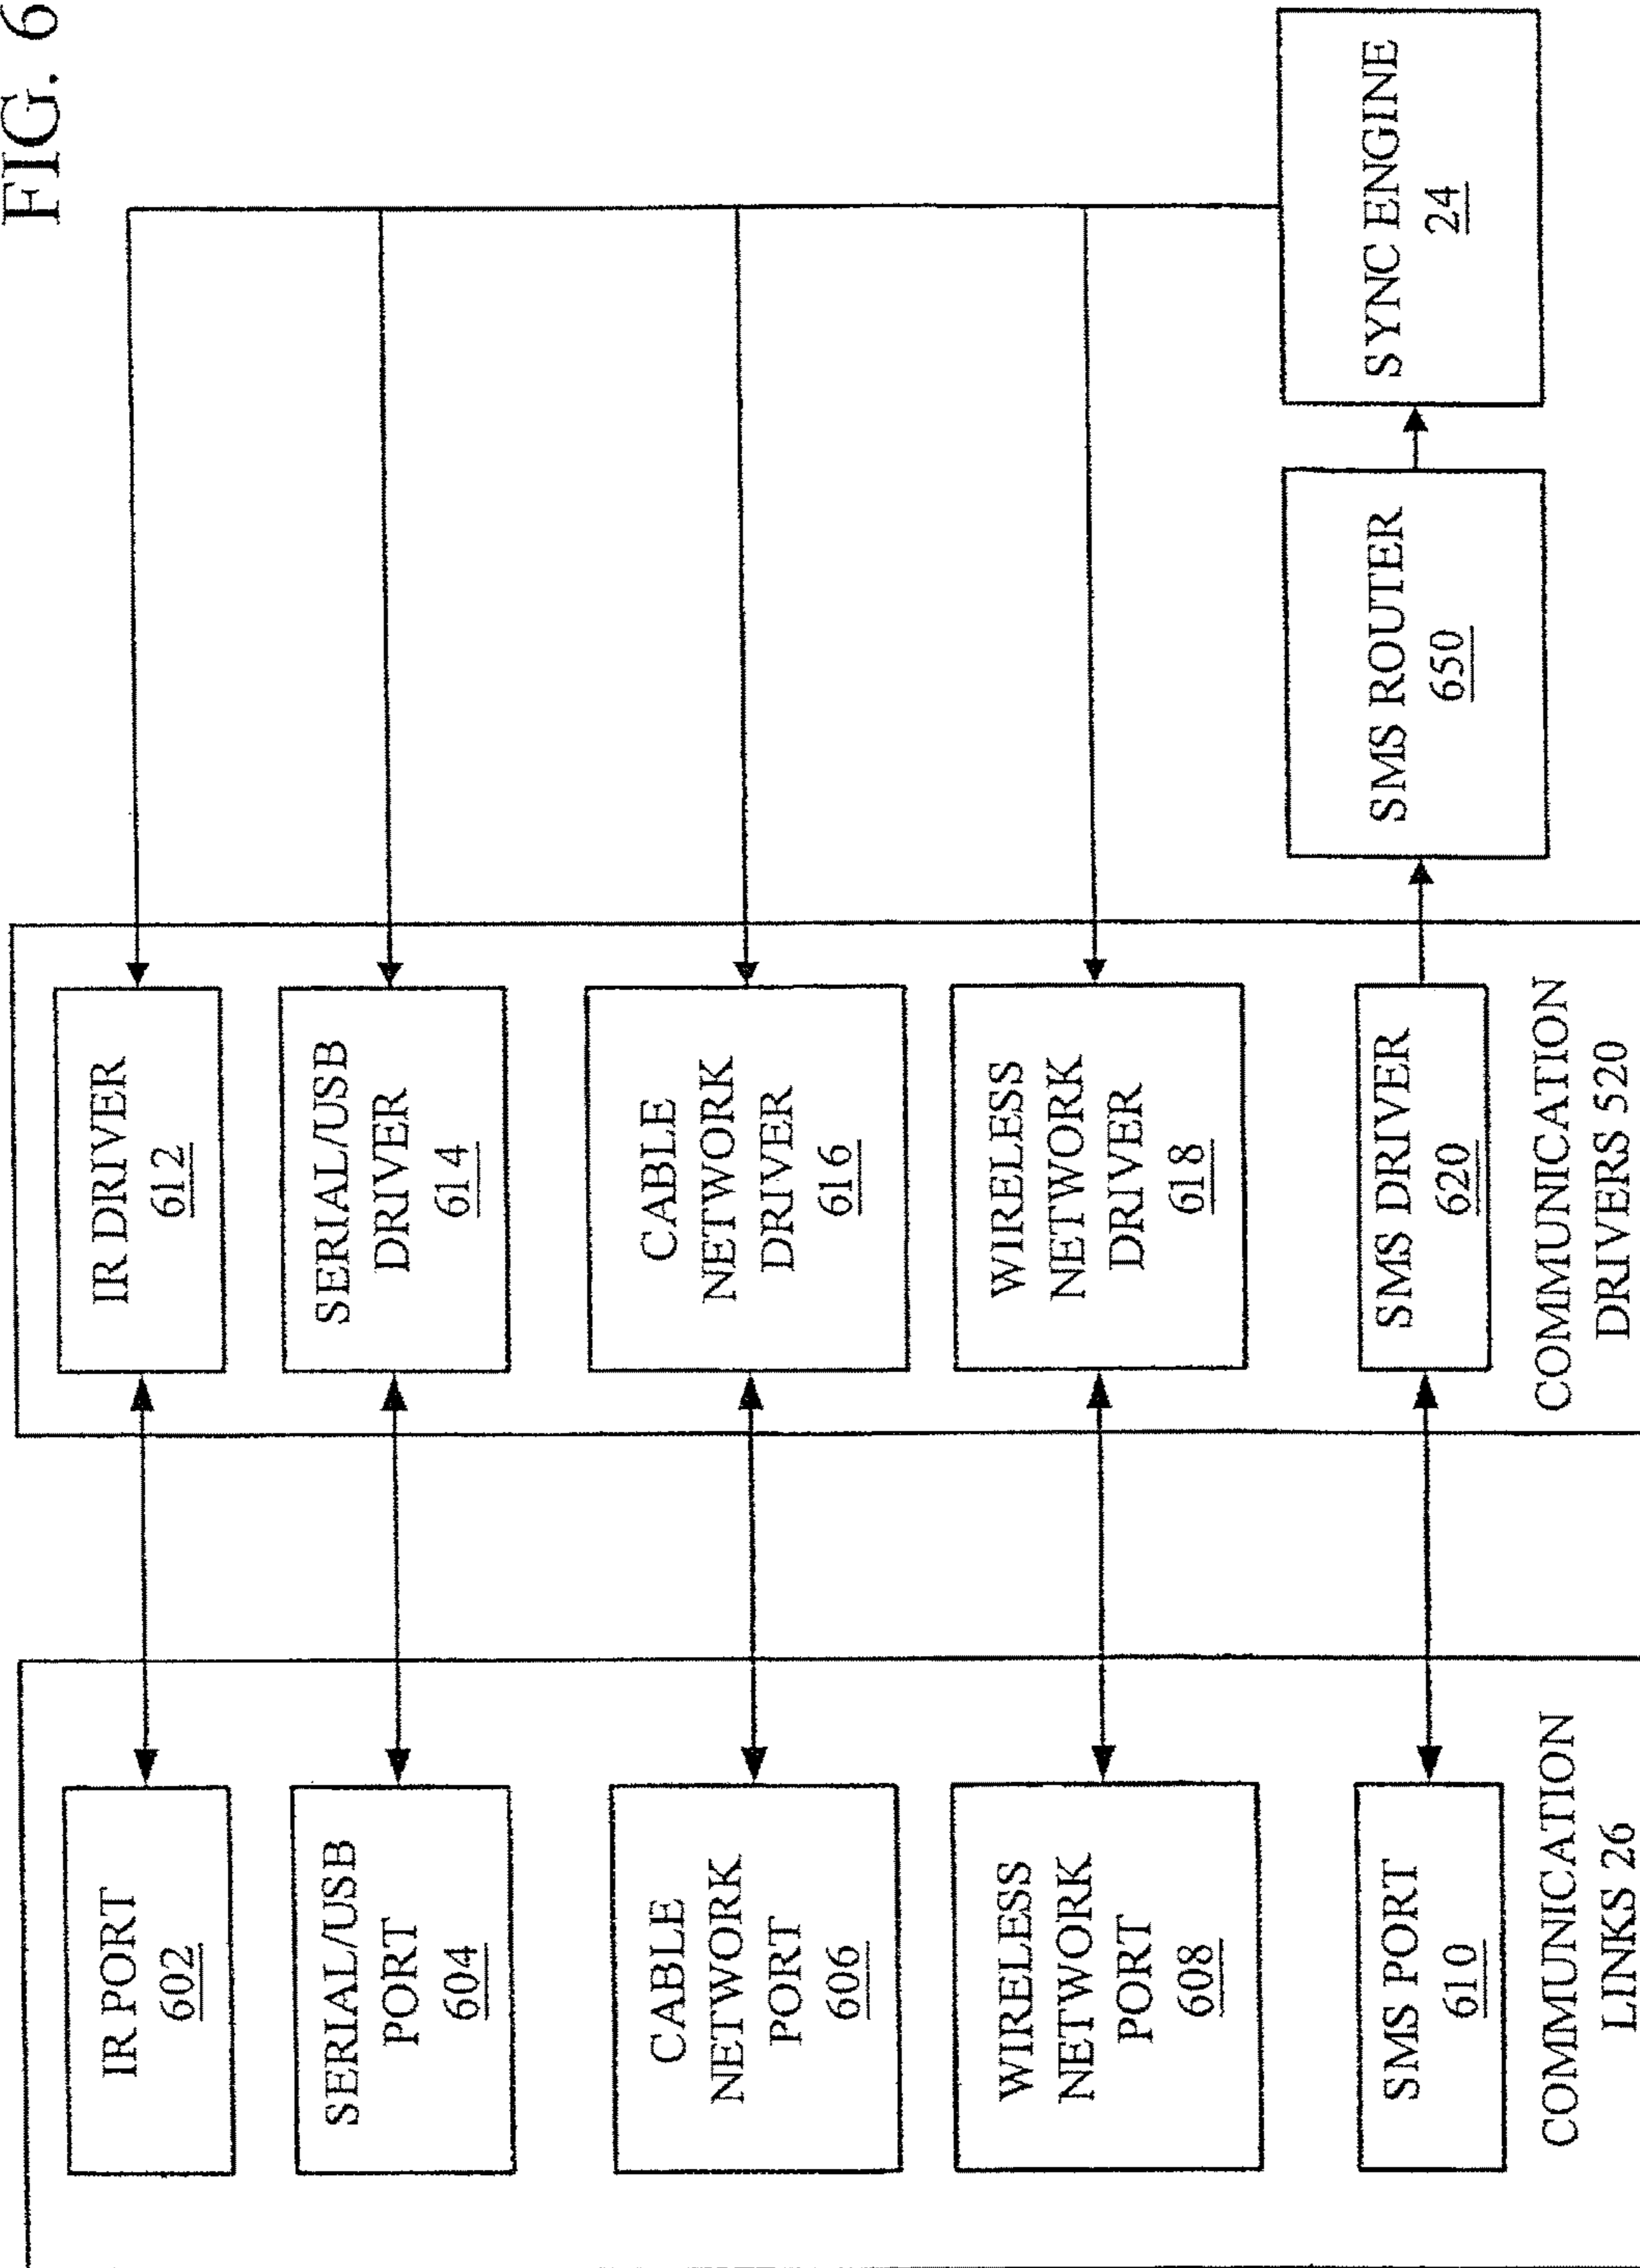 FIG. 6
IR PORT
602
SERIAL/USB
PORT
604
CABLE
NETWORK
PORT
606
WIRELESS
NETWORK
PORT
608
SMS PORT
610
COMMUNICATION
LINKS 26
IR DRIVER
612
SERIAL/USB
DRIVER
614
CABLE
NETWORK
DRIVER
616
WIRELESS
NETWORK
DRIVER
618
SMS DRIVER
620
COMMUNICATION
DRIVERS 520
SMS ROUTER
650
SYNC ENGINE
24